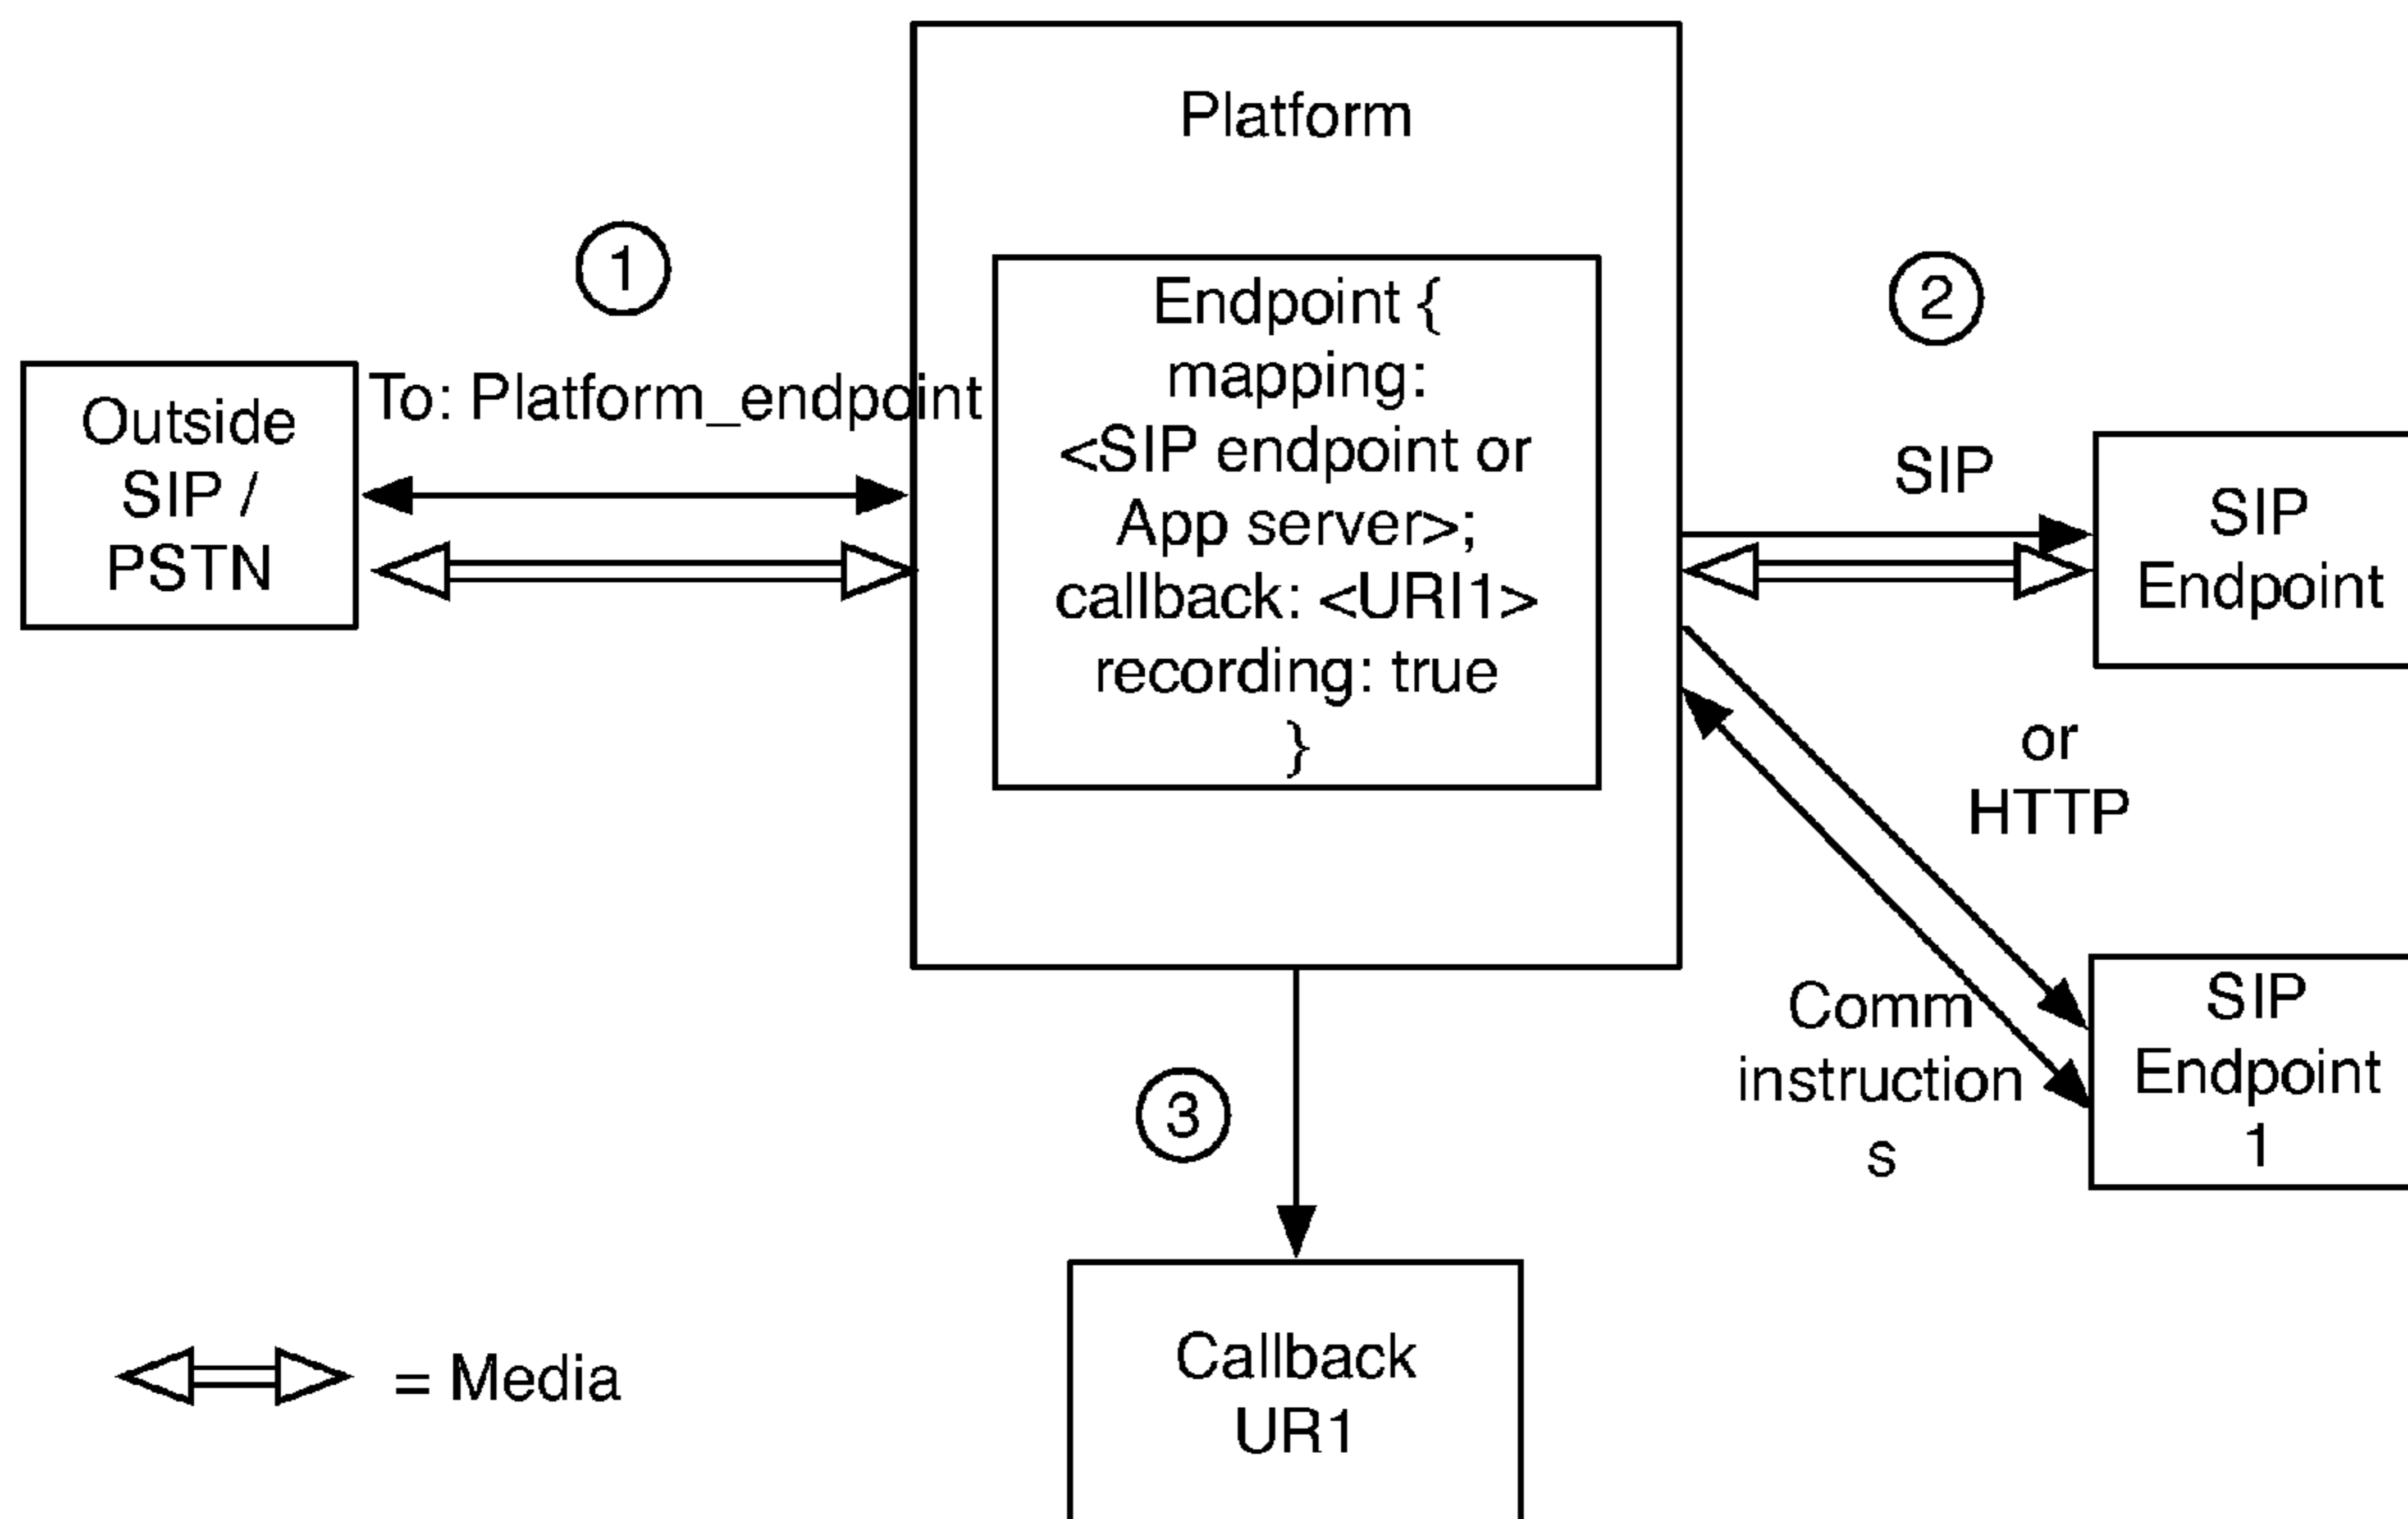 Platform
1
To: Platform_endpoint
Outside
SIP /
PSTN
Endpoint {
mapping:
<SIP endpoint or
App server>;
callback: <URI1>
recording: true
}
2
SIP
SIP
Endpoint
or
HTTP
Comm
instruction
s
SIP
Endpoint
1
3
Callback
UR1
= Media